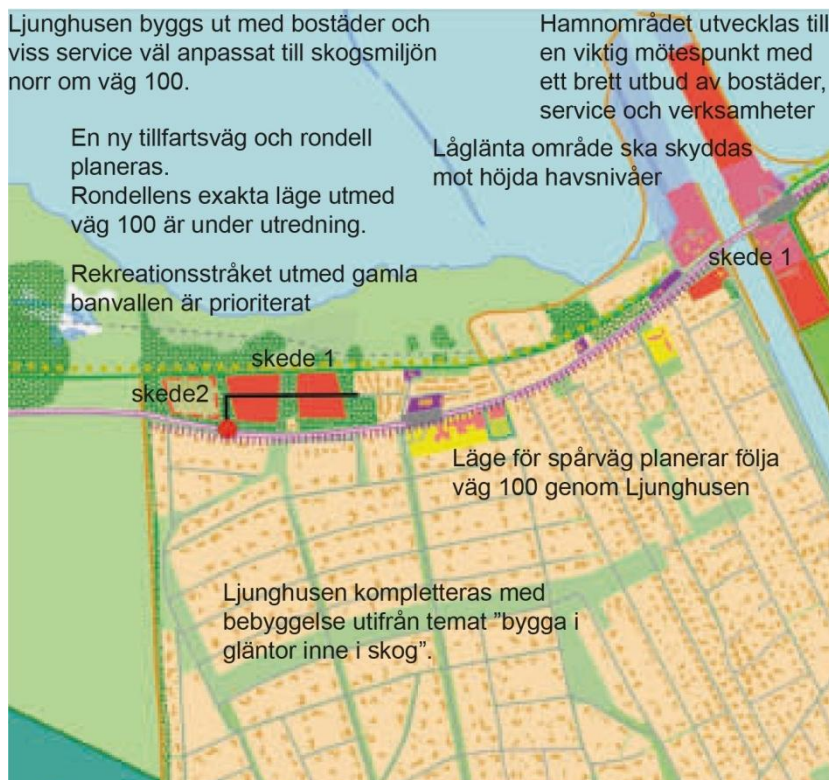 Ljunghusen byggs ut med bostäder och
viss service väl anpassat till skogsmiljön
norr om väg 100.
Hamnområdet utvecklas till
en viktig mötespunkt med
ett brett utbud av bostäder,
service och verksamheter
En ny tillfartsväg och rondell
planeras.
Rondellens exakta läge utmed
väg 100 är under utredning.
Låglänta område ska skyddas
mot höjda havsnivåer
Rekreationsstråket utmed gamla
banvallen är prioriterat
skede 1
skede 1
skede2
Läge för spårväg planerar följa
väg 100 genom Ljunghusen
Ljunghusen kompletteras med
bebyggelse utifrån temat ”bygga i
gläntor inne i skog”.